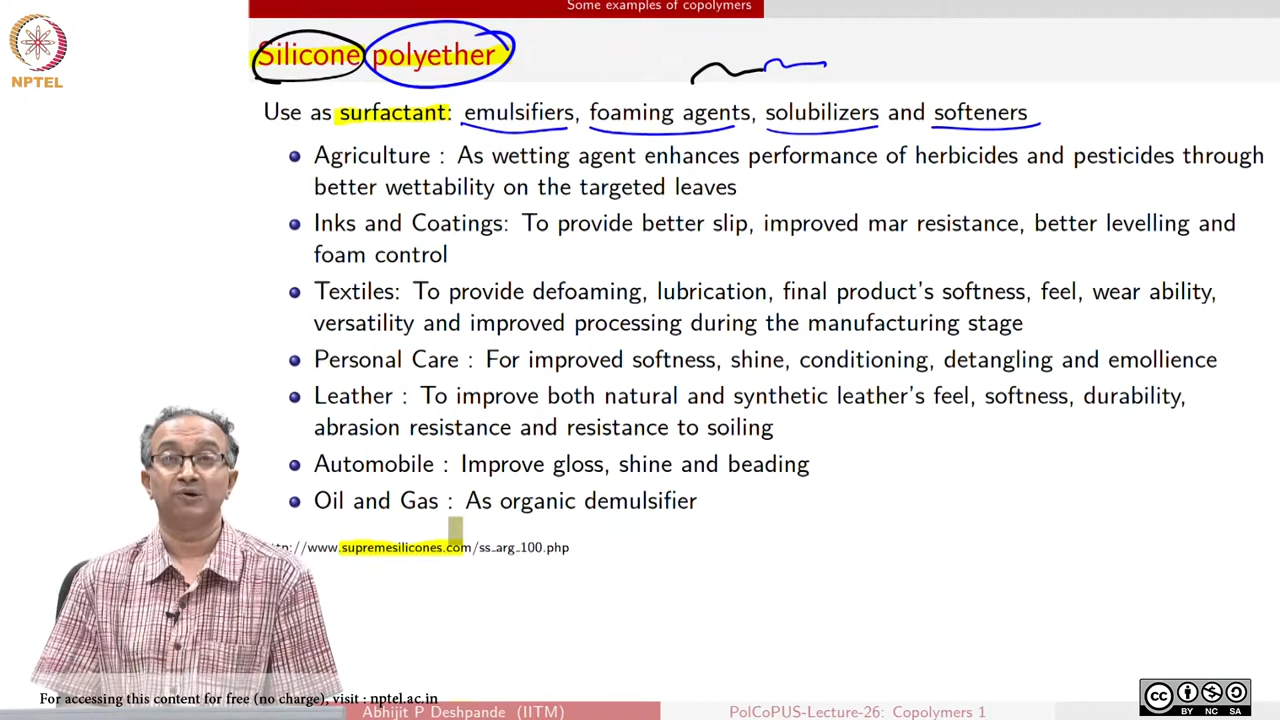 Some examples of copolymers
NPTEL
Silicone polyether
Use as surfactant: emulsifiers, foaming agents, solubilizers and softeners
Agriculture : As wetting agent enhances performance of herbicides and pesticides through
better wettability on the targeted leaves
Inks and Coatings: To provide better slip, improved mar resistance, better levelling and
foam control
Textiles: To provide defoaming, lubrication, final product's softness, feel, wear ability,
versatility and improved processing during the manufacturing stage
Personal Care : For improved softness, shine, conditioning, detangling and emollience
Leather : To improve both natural and synthetic leather's feel, softness, durability,
abrasion resistance and resistance to soiling
Automobile : Improve gloss, shine and beading
Oil and Gas : As organic demulsifier
tp://www.supremesilicones.com/ss_arg_100.php
For accessing this content for free (no charge), visit : nptel.ac.in
Abhijit P Deshpande (IITM)
PolCoPUS-Lecture-26: Copolymers 1
CC BY NC SA